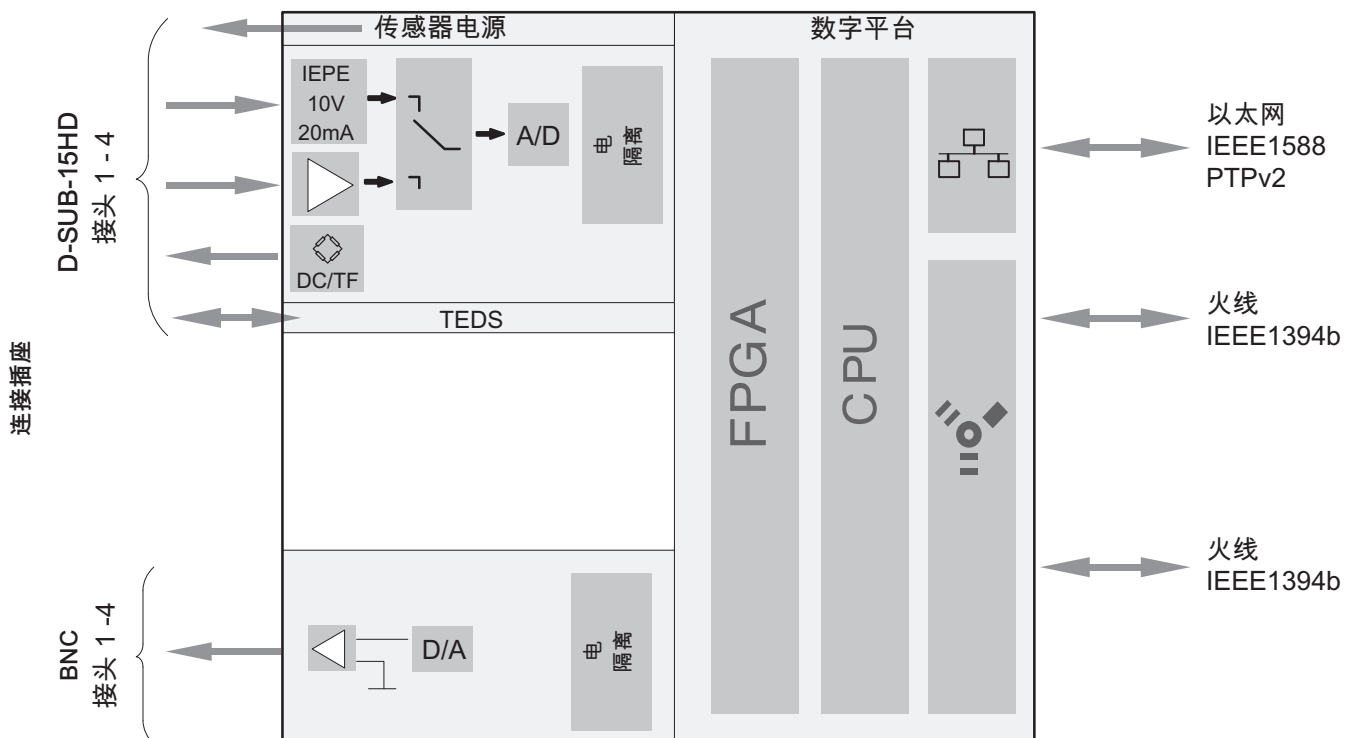 传感器电源
数字平台
IEPE
10V
20mA
A/D
电
隔离
DC/TF
TEDS
D-SUB-15HD
接头 1 - 4
连接插座
BNC
接头 1 -4
D/A
电
隔离
FPGA
CPU
以太网
IEEE1588
PTPv2
火线
IEEE1394b
火线
IEEE1394b